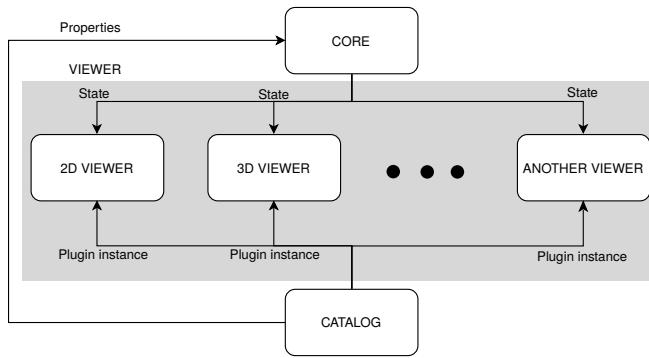 Properties
CORE
VIEWER
State
State
State
2D VIEWER
3D VIEWER
ANOTHER VIEWER
Plugin instance
Plugin instance
Plugin instance
CATALOG